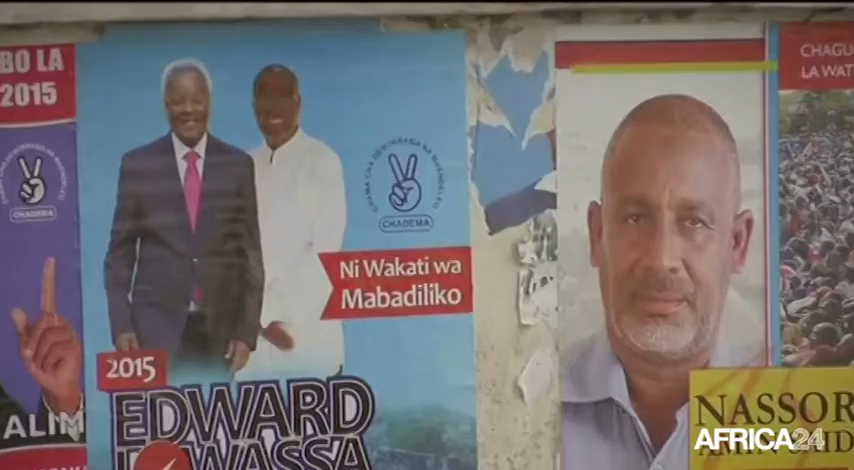 BO LA
2015
CHADEMA
ALIM
CHAMA CHA DEMOKRASIA NA MAENDELEO
CHADEMA
Ni Wakati wa
Mabadiliko
2015
EDWARD
CHAGU
LA WAT
NASSOR
AFRICA24